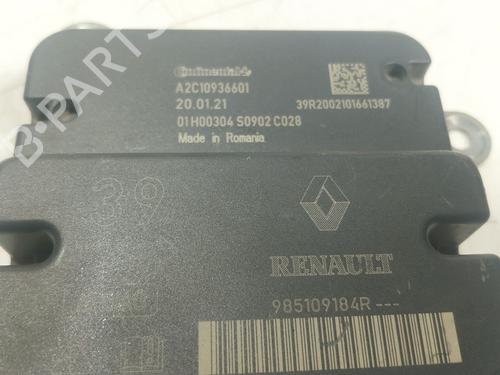 B-PARTS
Continental
A2C10936601
20.01.21
39R2002101661387
01H00304 S0902 C028
Made in Romania
39
RENAULT
985109184R ---